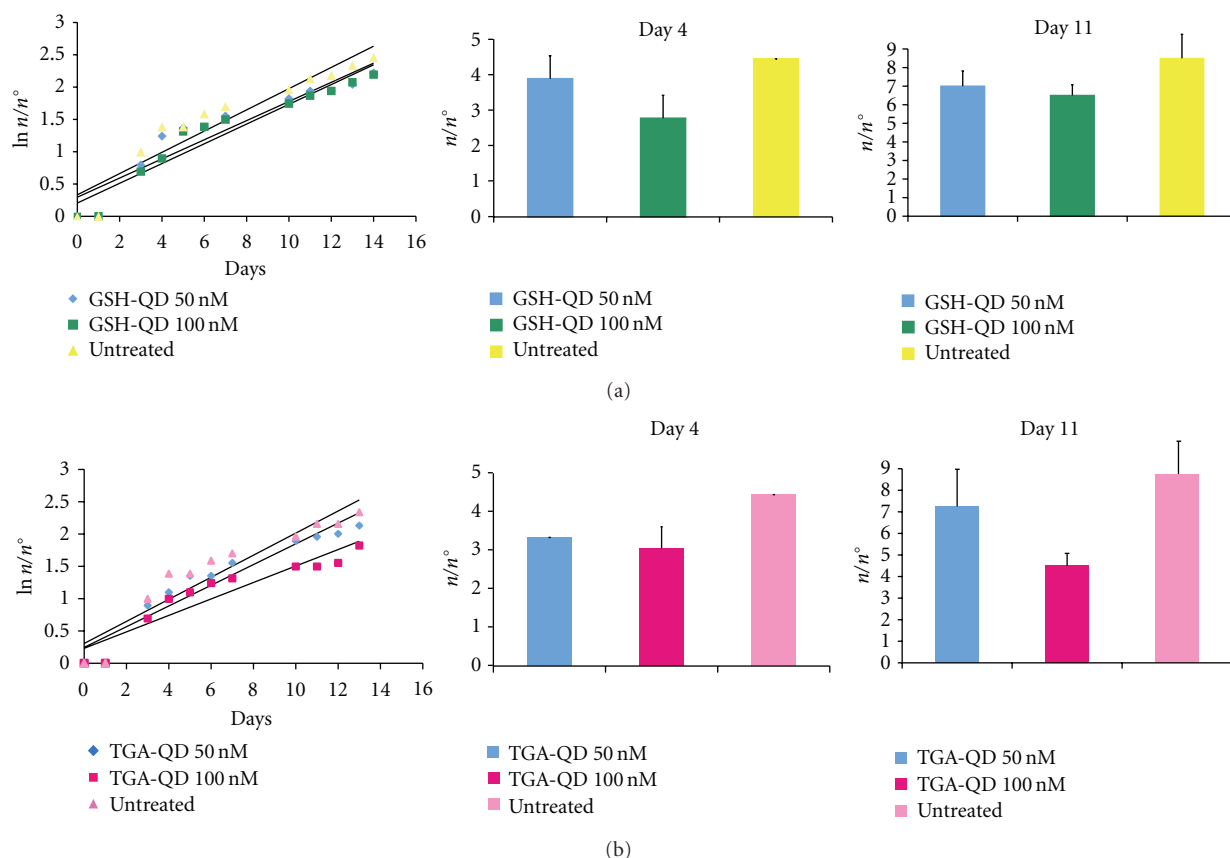 3
2.5
2
1.5
1
0.5
0
ln n/n°
0 2 4 6 8 10 12 14 16
Days
GSH-QD 50 nM
GSH-QD 100 nM
Untreated
Day 4
5
4
3
2
1
0
n/n°
GSH-QD 50 nM
GSH-QD 100 nM
Untreated
Day 11
9
8
7
6
5
4
3
2
1
0
n/n°
GSH-QD 50 nM
GSH-QD 100 nM
Untreated
(a)
3
2.5
2
1.5
1
0.5
0
ln n/n°
0 2 4 6 8 10 12 14 16
Days
TGA-QD 50 nM
TGA-QD 100 nM
Untreated
Day 4
5
4
3
2
1
0
n/n°
TGA-QD 50 nM
TGA-QD 100 nM
Untreated
Day 11
9
8
7
6
5
4
3
2
1
0
n/n°
TGA-QD 50 nM
TGA-QD 100 nM
Untreated
(b)